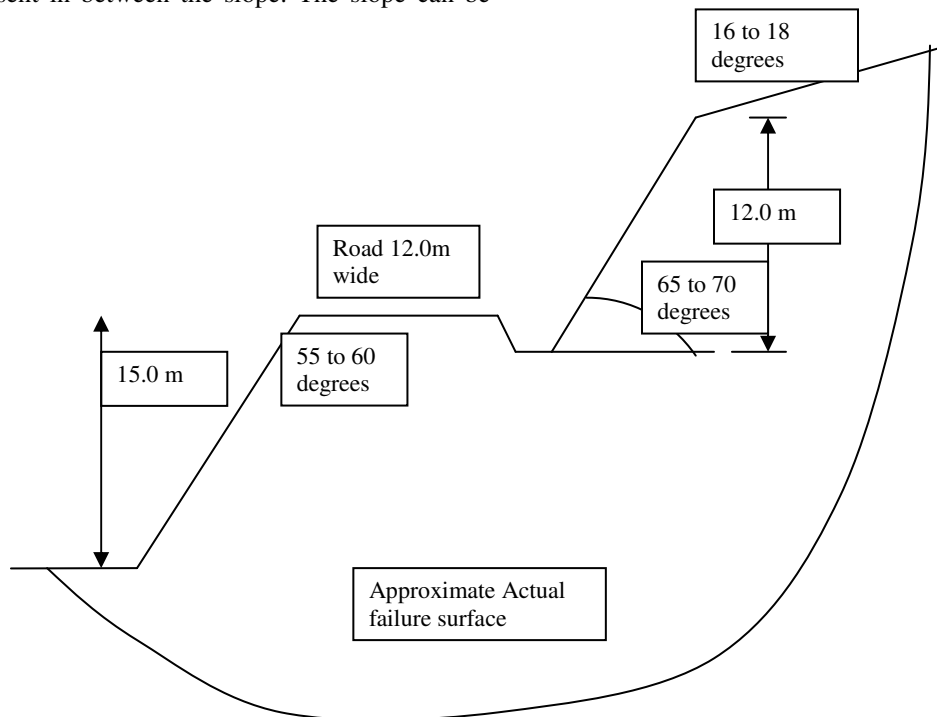 sent in between the slope. The slope can be
16 to 18
degrees
12.0 m
Road 12.0m
wide
65 to 70
degrees
55 to 60
degrees
15.0 m
Approximate Actual
failure surface